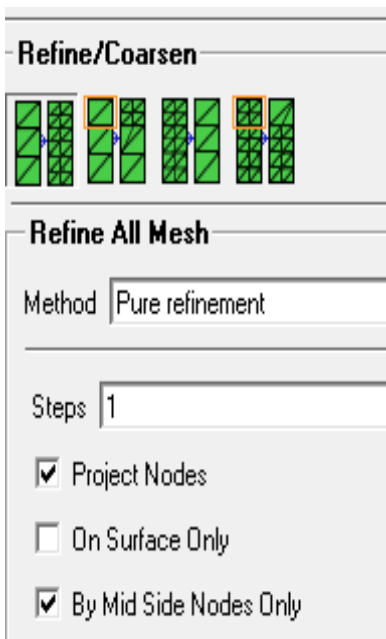 Refine/Coarsen
Refine All Mesh
Method Pure refinement
Steps 1
Project Nodes
On Surface Only
By Mid Side Nodes Only